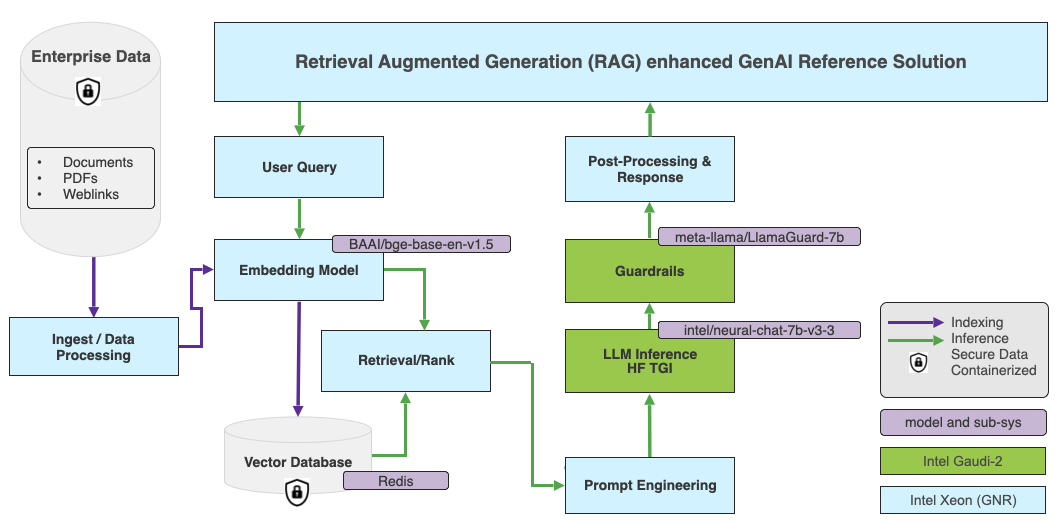 Retrieval Augmented Generation (RAG) enhanced GenAI Reference Solution
Enterprise Data
• Documents
• PDFs
• Weblinks
User Query
Post-Processing &
Response
BAAI/bge-base-en-v1.5
Embedding Model
meta-llama/LlamaGuard-7b
Guardrails
Ingest / Data
Processing
Retrieval/Rank
intel/neural-chat-7b-v3-3
LLM Inference
HF TGI
Vector Database
Redis
Prompt Engineering
Indexing
Inference
Secure Data
Containerized
model and sub-sys
Intel Gaudi-2
Intel Xeon (GNR)